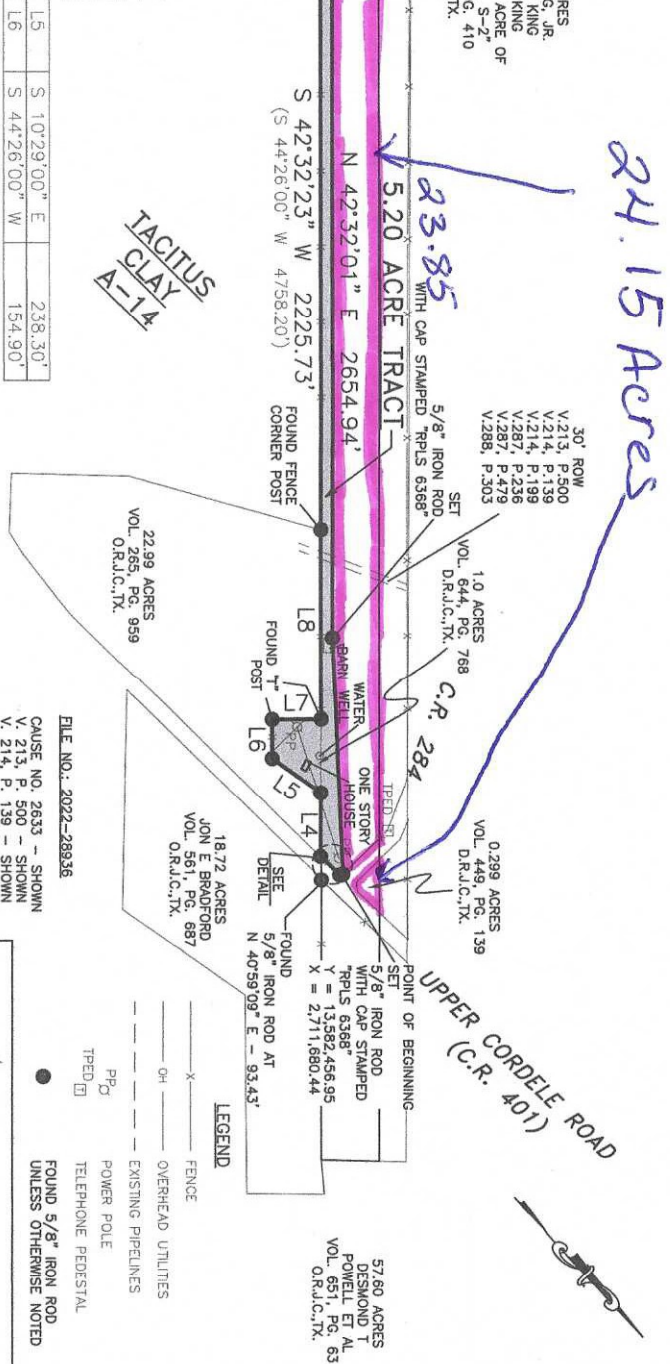 24.15 Acres
23.85
RES
G, JR.
KING
KING
ACRE OF
S-2"
G. 410
TX.
5.20 ACRE TRACT
N 42°32'01" E 2654.94'
S 42°32'23" W 2225.73'
(S 44°26'00" W 4758.20')
SET
5/8" IRON ROD
WITH CAP STAMPED "RPLS 6368"
30' ROW
V.213, P.500
V.214, P.139
V.214, P.199
V.287, P.236
V.287, P.479
V.288, P.303
1.0 ACRES
VOL. 644, PG. 768
D.R.J.C.,TX.
C.R. 284
0.299 ACRES
VOL. 449, PG. 139
D.R.J.C.,TX.
UPPER CORDELE ROAD
(C.R. 401)
TPED T
ONE STORY
HOUSE
WATER
WELL
BARN
PP
D
L8
L7
L6
L5
L4
FOUND "T"
POST
FOUND FENCE
CORNER POST
SEE
DETAIL
POINT OF BEGINNING
SET
5/8" IRON ROD
WITH CAP STAMPED
"RPLS 6368"
Y = 13,582,456.95
X = 2,711,680.44
FOUND
5/8" IRON ROD AT
N 40°59'09" E - 93.43'
TACITUS
CLAY
A-14
22.99 ACRES
VOL. 265, PG. 959
O.R.J.C.,TX.
18.72 ACRES
JON E BRADFORD
VOL. 561, PG. 687
O.R.J.C.,TX.
57.60 ACRES
DESMOND T
POWELL ET AL
VOL. 651, PG. 63
O.R.J.C.,TX.
L5 S 10°29'00" E 238.30'
L6 S 44°26'00" W 154.90'
FILE NO.: 2022-28936
CAUSE NO. 2633 - SHOWN
V. 213, P. 500 - SHOWN
V. 214, P. 139 - SHOWN
LEGEND
X FENCE
OH OVERHEAD UTILITIES
EXISTING PIPELINES
PP POWER POLE
TPED T TELEPHONE PEDESTAL
FOUND 5/8" IRON ROD
UNLESS OTHERWISE NOTED